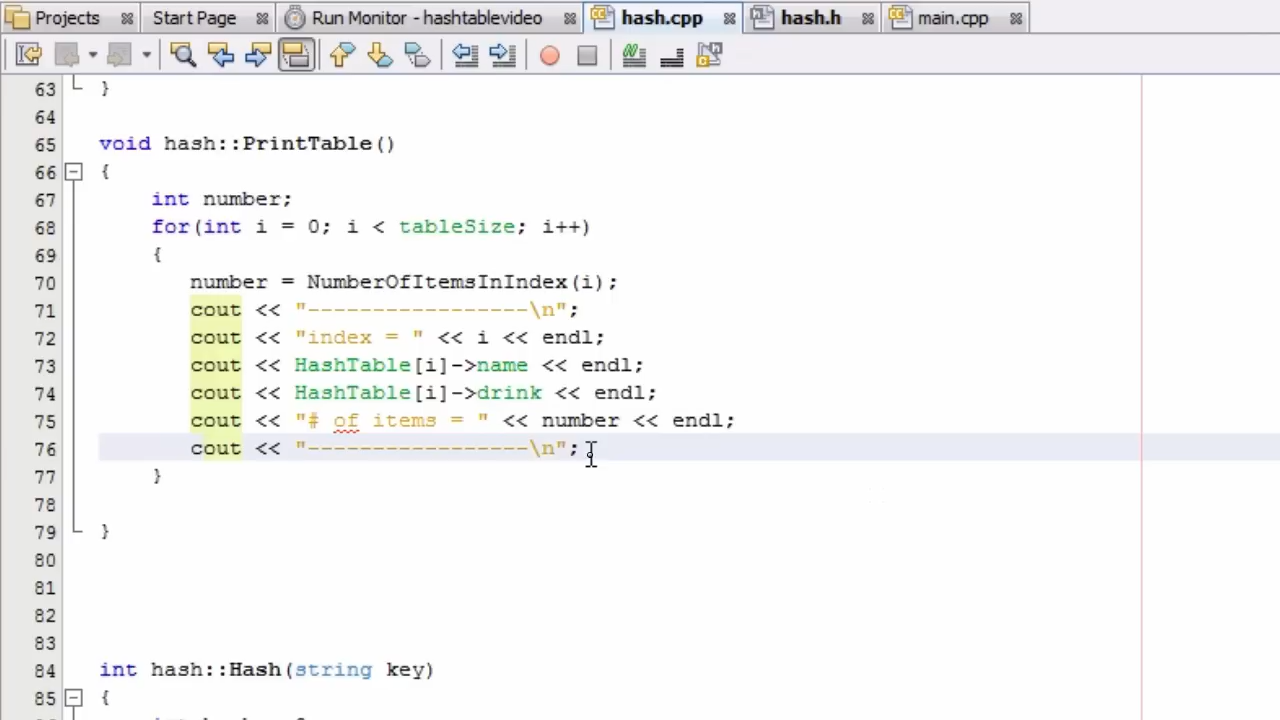 Projects Start Page Run Monitor - hashtablevideo hash.cpp hash.h main.cpp
63 }
64
65 void hash::PrintTable()
66 {
67 int number;
68 for(int i = 0; i < tableSize; i++)
69 {
70 number = NumberOfItemsInIndex(i);
71 cout << "-----------------\n";
72 cout << "index = " << i << endl;
73 cout << HashTable[i]->name << endl;
74 cout << HashTable[i]->drink << endl;
75 cout << "# of items = " << number << endl;
76 cout << "-----------------\n";
77 }
78
79 }
80
81
82
83
84 int hash::Hash(string key)
85 {